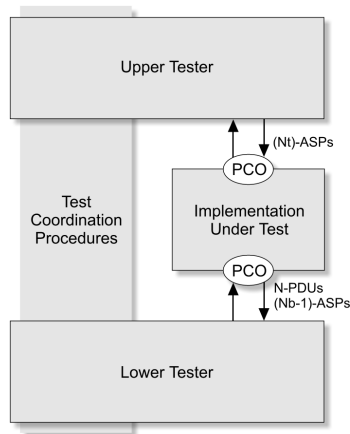 Upper Tester
(Nt)-ASPs
PCO
Test
Coordination
Procedures
Implementation
Under Test
PCO
N-PDUs
(Nb-1)-ASPs
Lower Tester